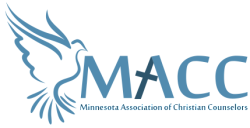 MACC
Minnesota Association of Christian Counselors